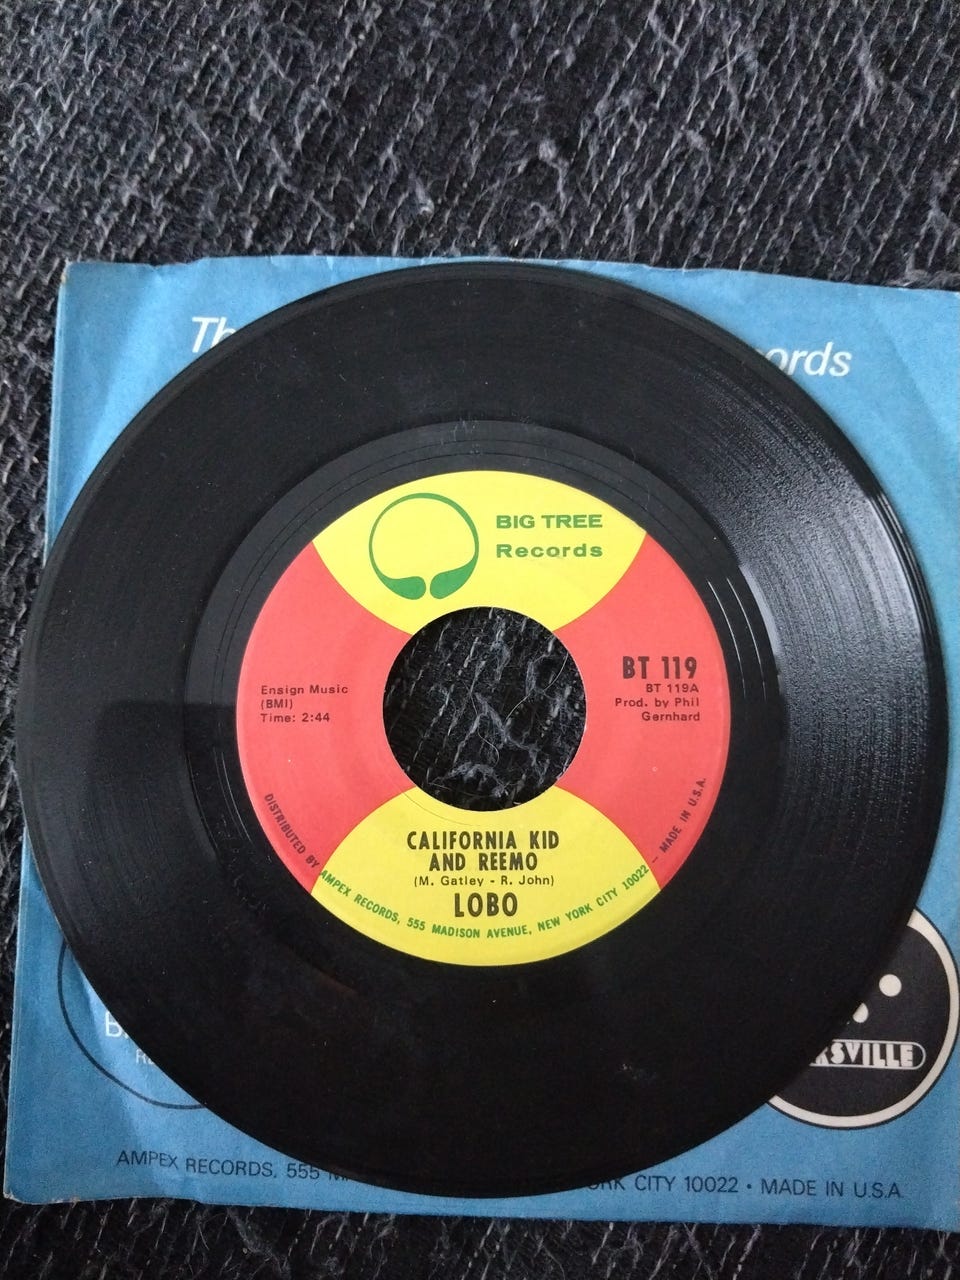 ords
BIG TREE
Records
Ensign Music
(BMI)
Time: 2:44
BT 119
BT 119A
Prod. by Phil
Gernhard
CALIFORNIA KID
AND REEMO
(M. Gatley - R. John)
LOBO
DISTRIBUTED BY AMPEX RECORDS, 555 MADISON AVENUE, NEW YORK CITY 10022 - MADE IN U.S.A.
RSVILLE
AMPEX RECORDS, 555 CITY 10022 • MADE IN U.S.A.